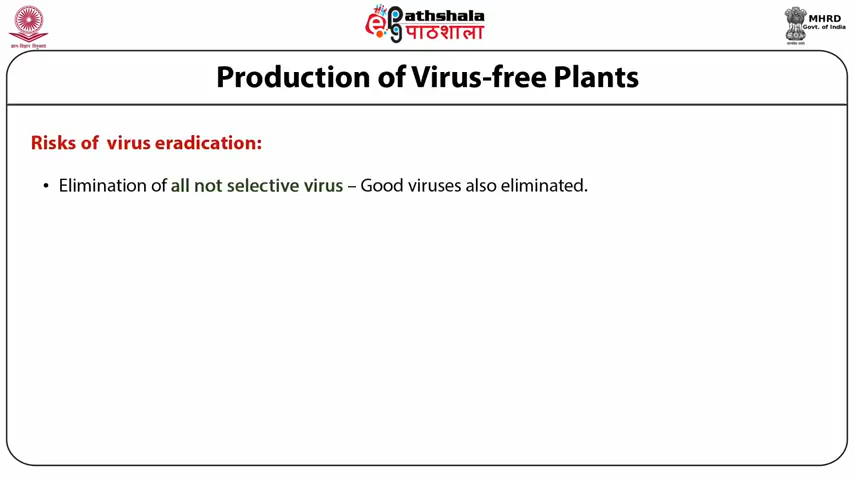 Pathshala
पाठशाला
MHRD
Govt. of India
Production of Virus-free Plants
Risks of virus eradication:
• Elimination of all not selective virus – Good viruses also eliminated.